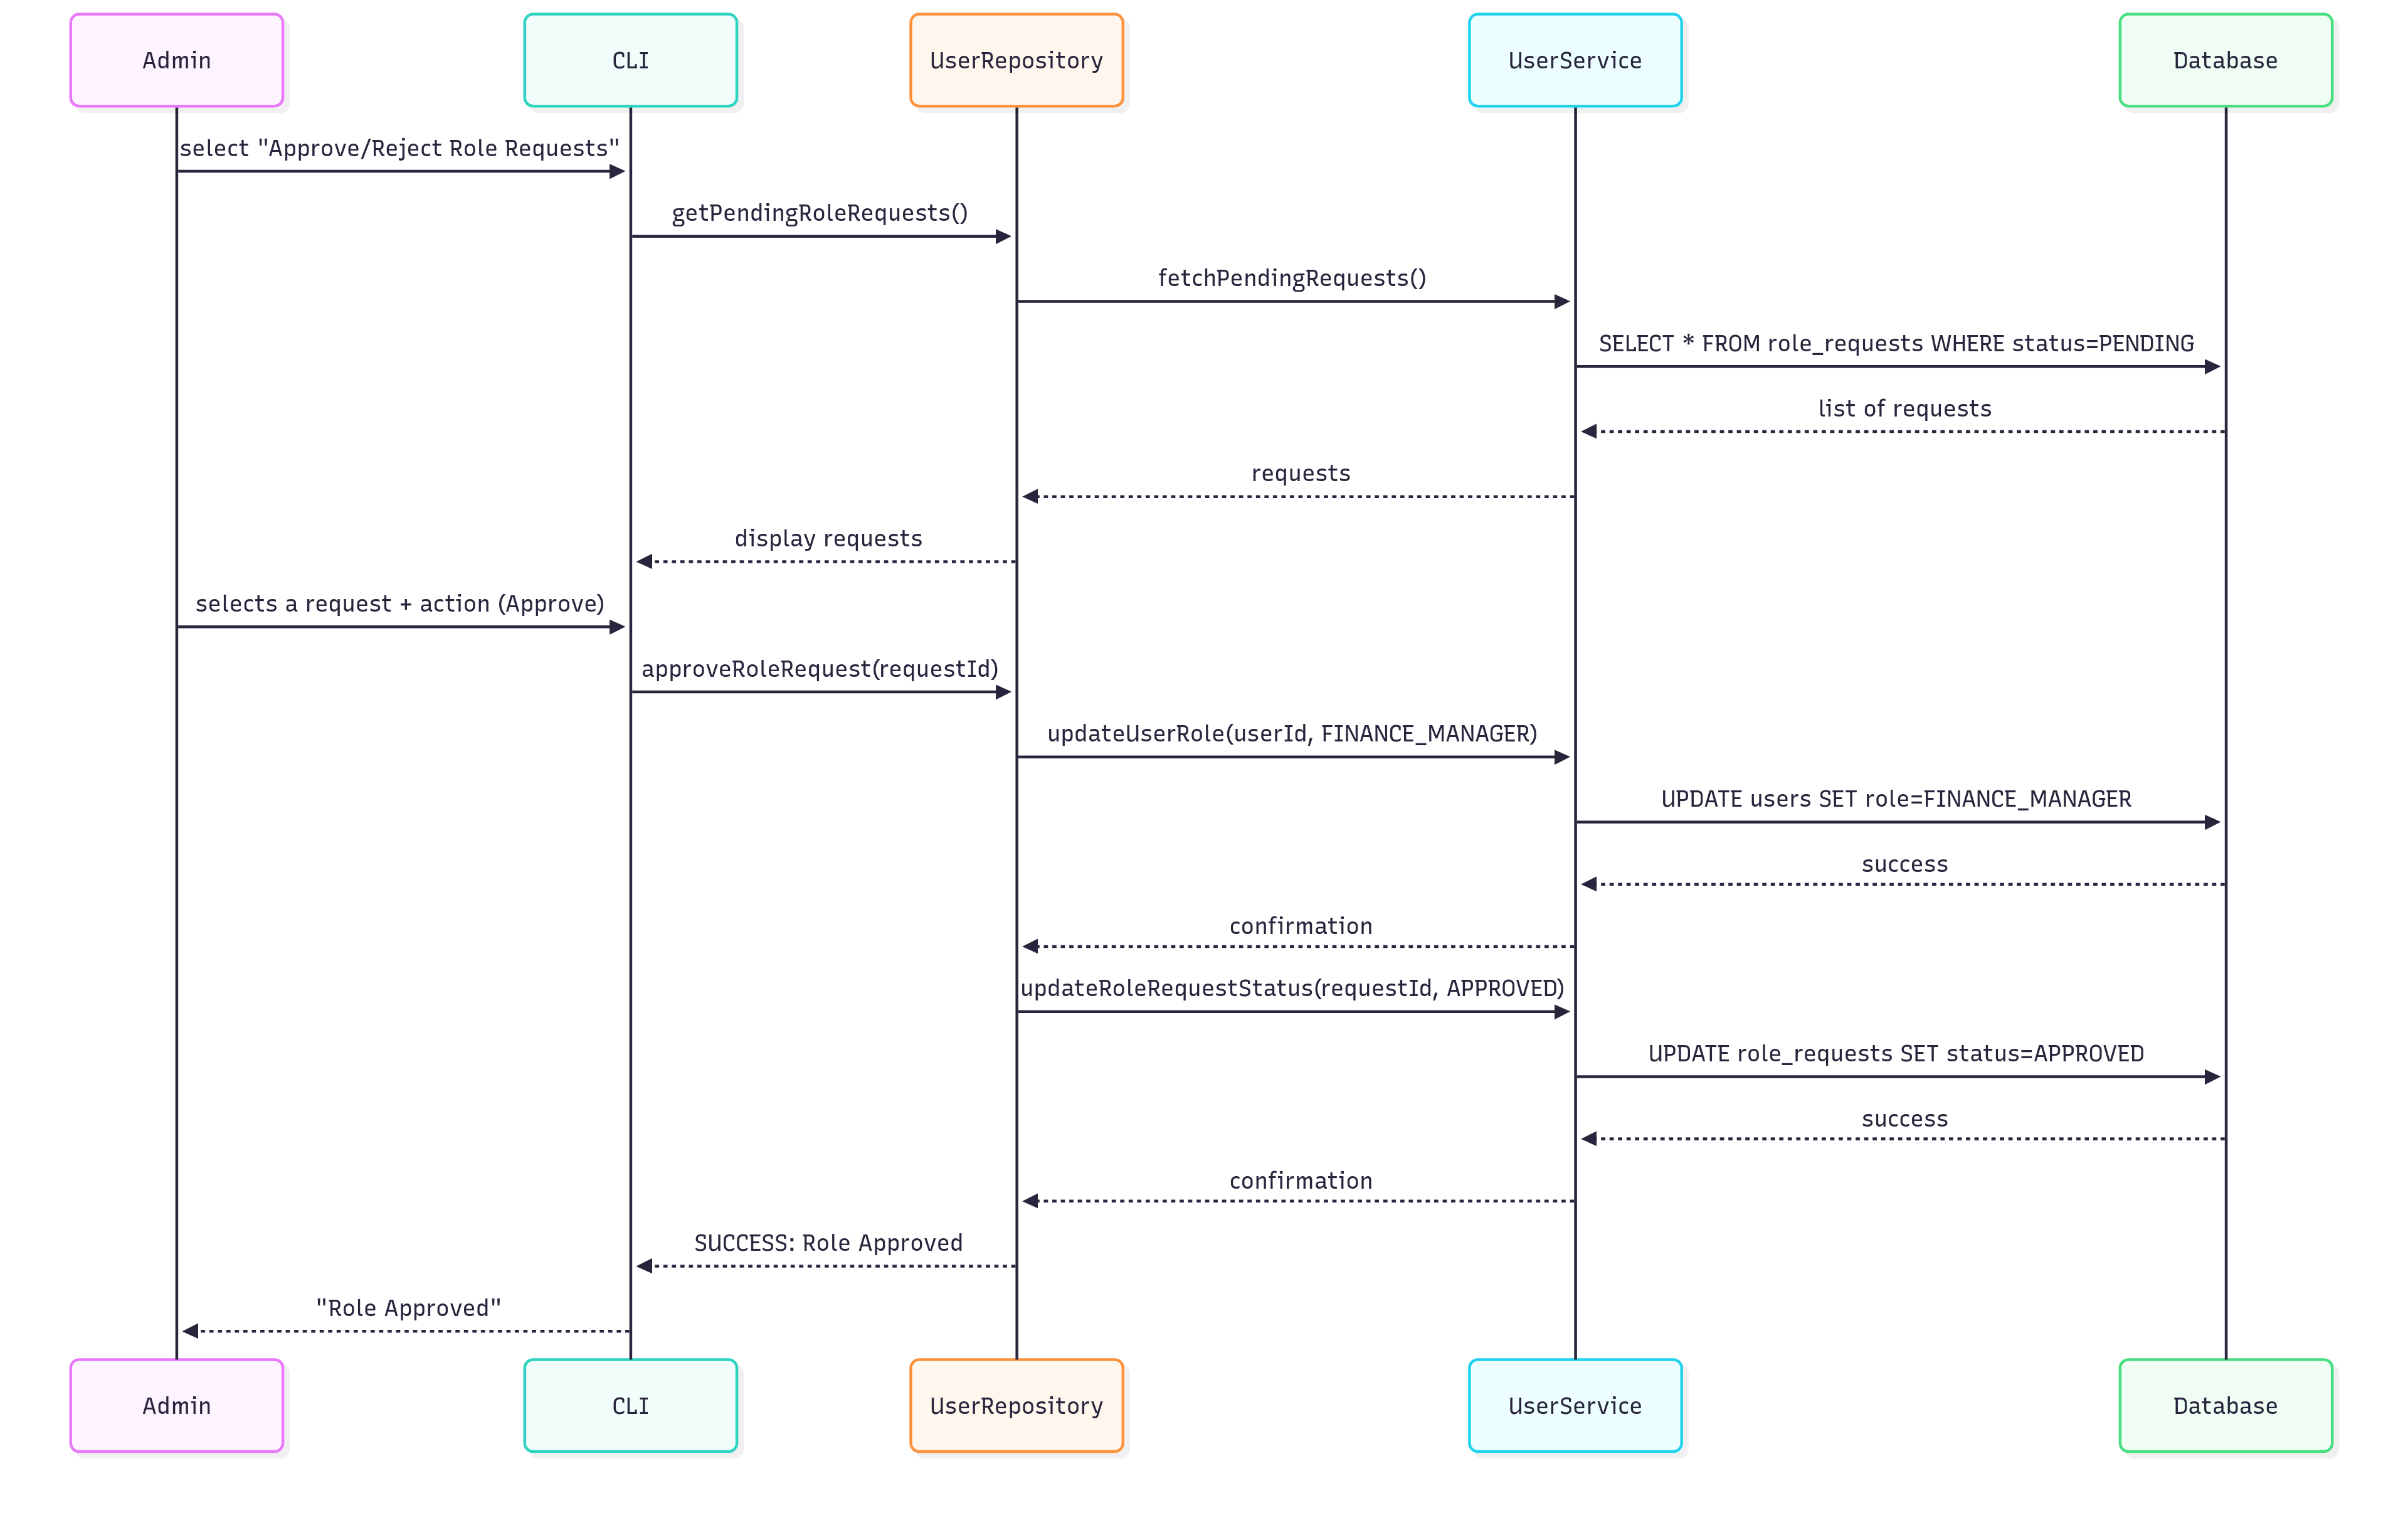 Admin
CLI
UserRepository
UserService
Database
select "Approve/Reject Role Requests"
getPendingRoleRequests()
fetchPendingRequests()
SELECT * FROM role_requests WHERE status=PENDING
list of requests
requests
display requests
selects a request + action (Approve)
approveRoleRequest(requestId)
updateUserRole(userId, FINANCE_MANAGER)
UPDATE users SET role=FINANCE_MANAGER
success
confirmation
updateRoleRequestStatus(requestId, APPROVED)
UPDATE role_requests SET status=APPROVED
success
confirmation
SUCCESS: Role Approved
"Role Approved"
Admin
CLI
UserRepository
UserService
Database